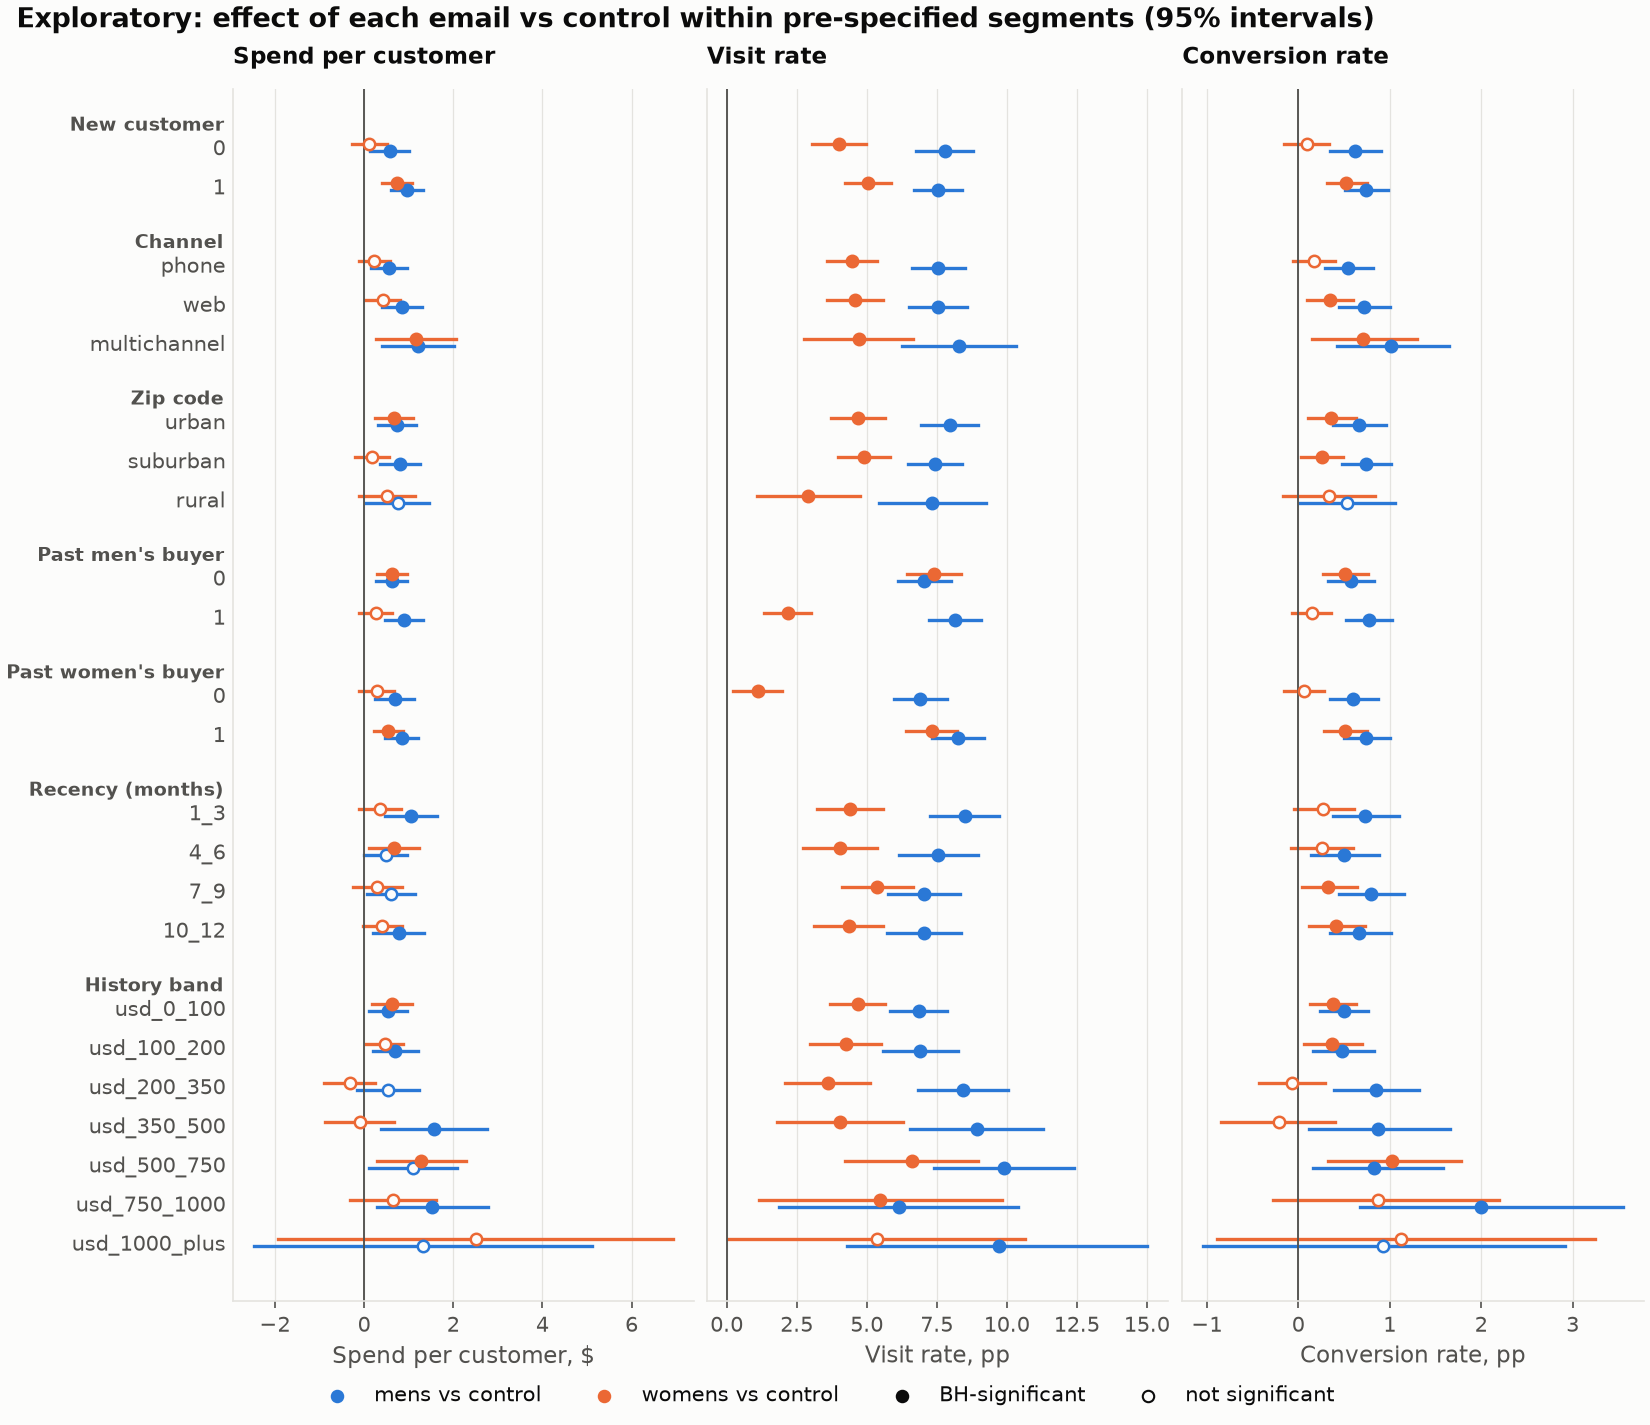 Exploratory: effect of each email vs control within pre-specified segments (95% intervals)
Spend per customer
Visit rate
Conversion rate
New customer
0
1
Channel
phone
web
multichannel
Zip code
urban
suburban
rural
Past men's buyer
0
1
Past women's buyer
0
1
Recency (months)
1_3
4_6
7_9
10_12
History band
usd_0_100
usd_100_200
usd_200_350
usd_350_500
usd_500_750
usd_750_1000
usd_1000_plus
−2 0 2 4 6
0.0 2.5 5.0 7.5 10.0 12.5 15.0
−1 0 1 2 3
Spend per customer, $
Visit rate, pp
Conversion rate, pp
mens vs control
womens vs control
BH-significant
not significant